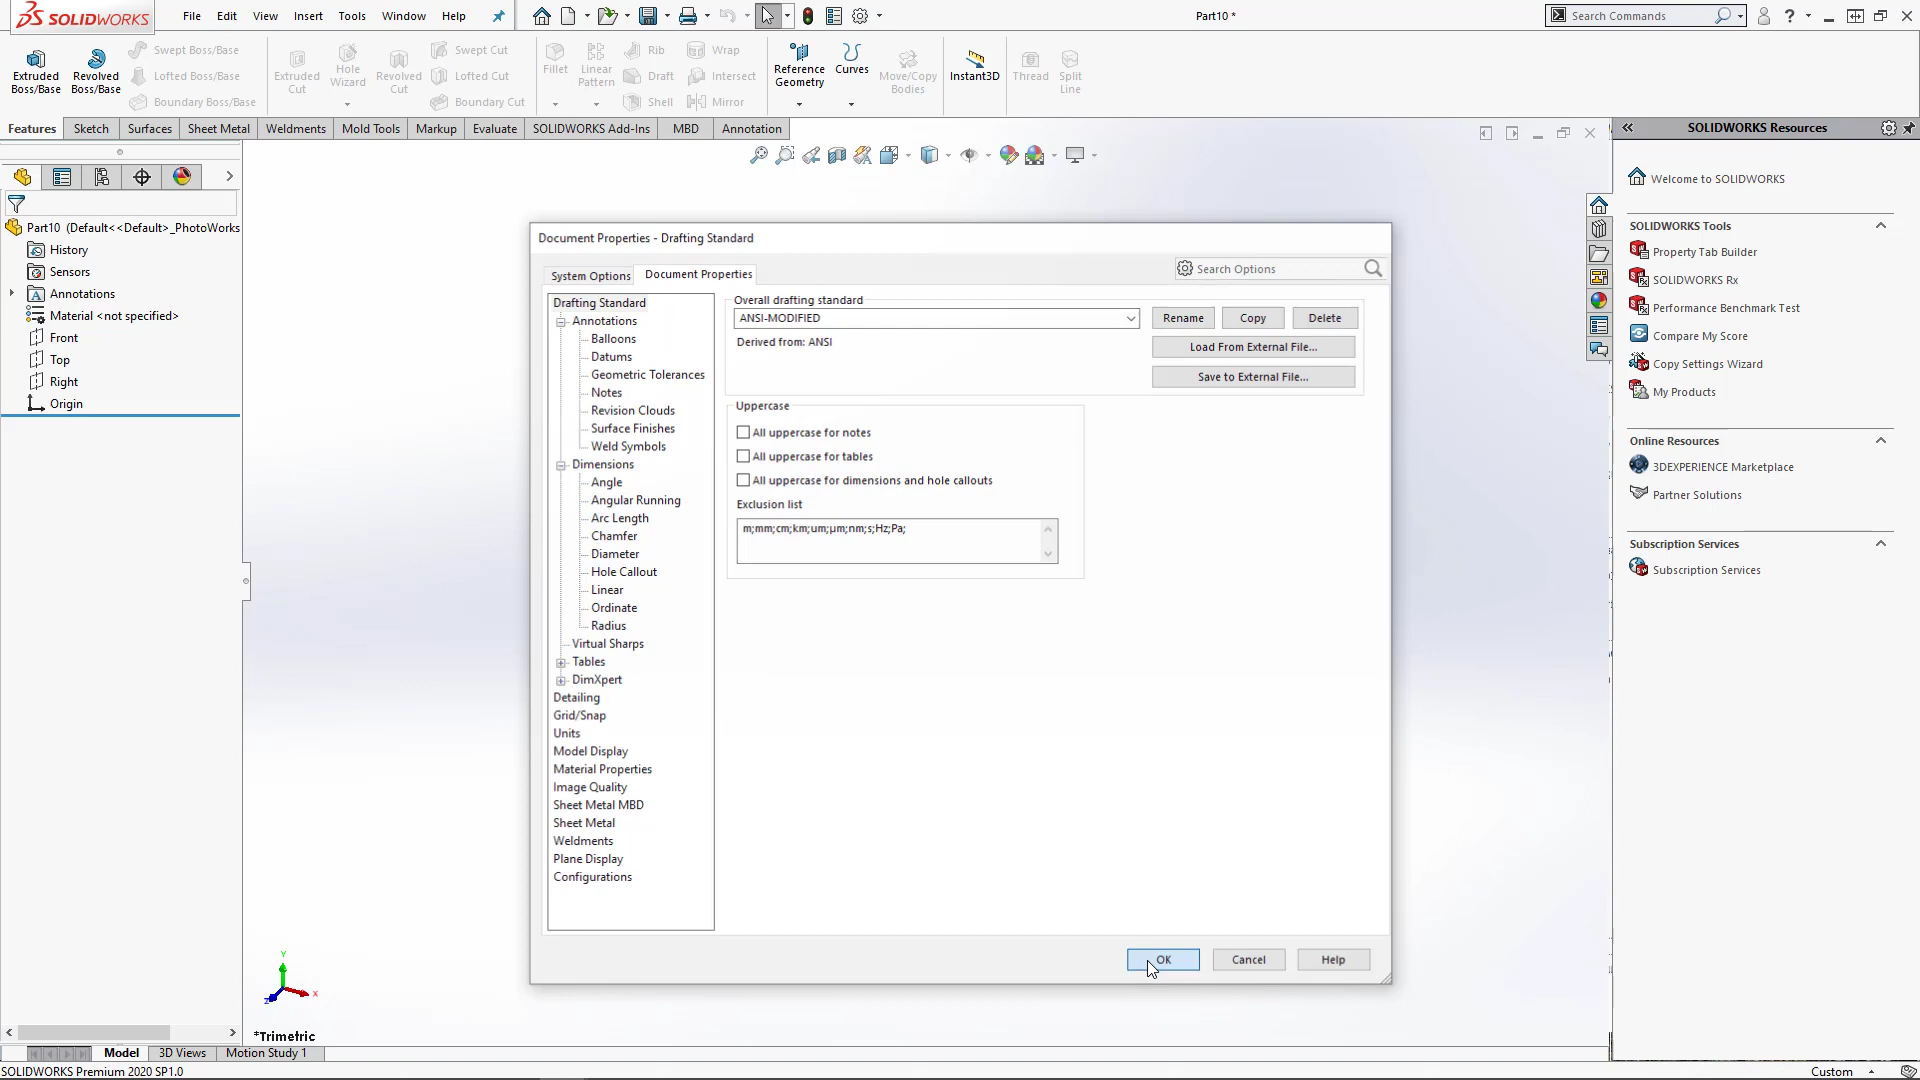 SOLIDWORKS
File Edit View Insert Tools Window Help
Part10 *
Search Commands
Extruded Boss/Base
Revolved Boss/Base
Swept Boss/Base
Lofted Boss/Base
Boundary Boss/Base
Extruded Cut
Hole Wizard
Revolved Cut
Swept Cut
Lofted Cut
Boundary Cut
Fillet
Linear Pattern
Rib
Draft
Shell
Wrap
Intersect
Mirror
Reference Geometry
Curves
Move/Copy Bodies
Instant3D
Thread
Split Line
Features Sketch Surfaces Sheet Metal Weldments Mold Tools Markup Evaluate SOLIDWORKS Add-Ins MBD Annotation
Part10 (Default<<Default>_PhotoWorks
History
Sensors
Annotations
Material <not specified>
Front
Top
Right
Origin
Document Properties - Drafting Standard
System Options
Document Properties
Search Options
Drafting Standard
Annotations
Balloons
Datums
Geometric Tolerances
Notes
Revision Clouds
Surface Finishes
Weld Symbols
Dimensions
Angle
Angular Running
Arc Length
Chamfer
Diameter
Hole Callout
Linear
Ordinate
Radius
Virtual Sharps
Tables
DimXpert
Detailing
Grid/Snap
Units
Model Display
Material Properties
Image Quality
Sheet Metal MBD
Sheet Metal
Weldments
Plane Display
Configurations
Overall drafting standard
ANSI-MODIFIED
Rename Copy Delete
Derived from: ANSI
Load From External File...
Save to External File...
Uppercase
All uppercase for notes
All uppercase for tables
All uppercase for dimensions and hole callouts
Exclusion list
m;mm;cm;km;um;µm;nm;s;Hz;Pa;
OK Cancel Help
SOLIDWORKS Resources
Welcome to SOLIDWORKS
SOLIDWORKS Tools
Property Tab Builder
SOLIDWORKS Rx
Performance Benchmark Test
Compare My Score
Copy Settings Wizard
My Products
Online Resources
3DEXPERIENCE Marketplace
Partner Solutions
Subscription Services
Subscription Services
Y
X
Z
*Trimetric
Model 3D Views Motion Study 1
SOLIDWORKS Premium 2020 SP1.0
Custom